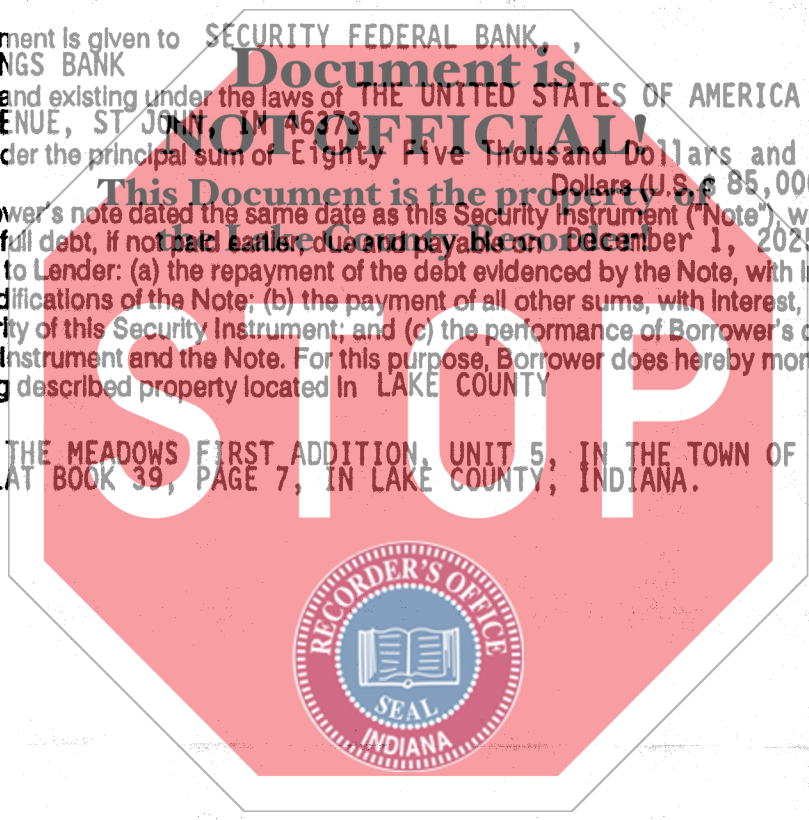 ment is given to SECURITY FEDERAL BANK, ,
NGS BANK
Document is
and existing under the laws of THE UNITED STATES OF AMERICA
ENUE, ST JOHN, IN 46373
NOT OFFICIAL!
der the principal sum of Eighty Five Thousand Dollars and
Dollars (U.S. $ 85,00
This Document is the property of
wer's note dated the same date as this Security Instrument ("Note"), w
the Lake County Recorder!
full debt, if not paid earlier, due and payable on December 1, 202
to Lender: (a) the repayment of the debt evidenced by the Note, with i
difications of the Note; (b) the payment of all other sums, with interest,
ity of this Security Instrument; and (c) the performance of Borrower's
Instrument and the Note. For this purpose, Borrower does hereby mor
g described property located in LAKE COUNTY
STOP
THE MEADOWS FIRST ADDITION, UNIT 5, IN THE TOWN OF
AT BOOK 39, PAGE 7, IN LAKE COUNTY, INDIANA.
RECORDER'S OFFICE
SEAL
INDIANA